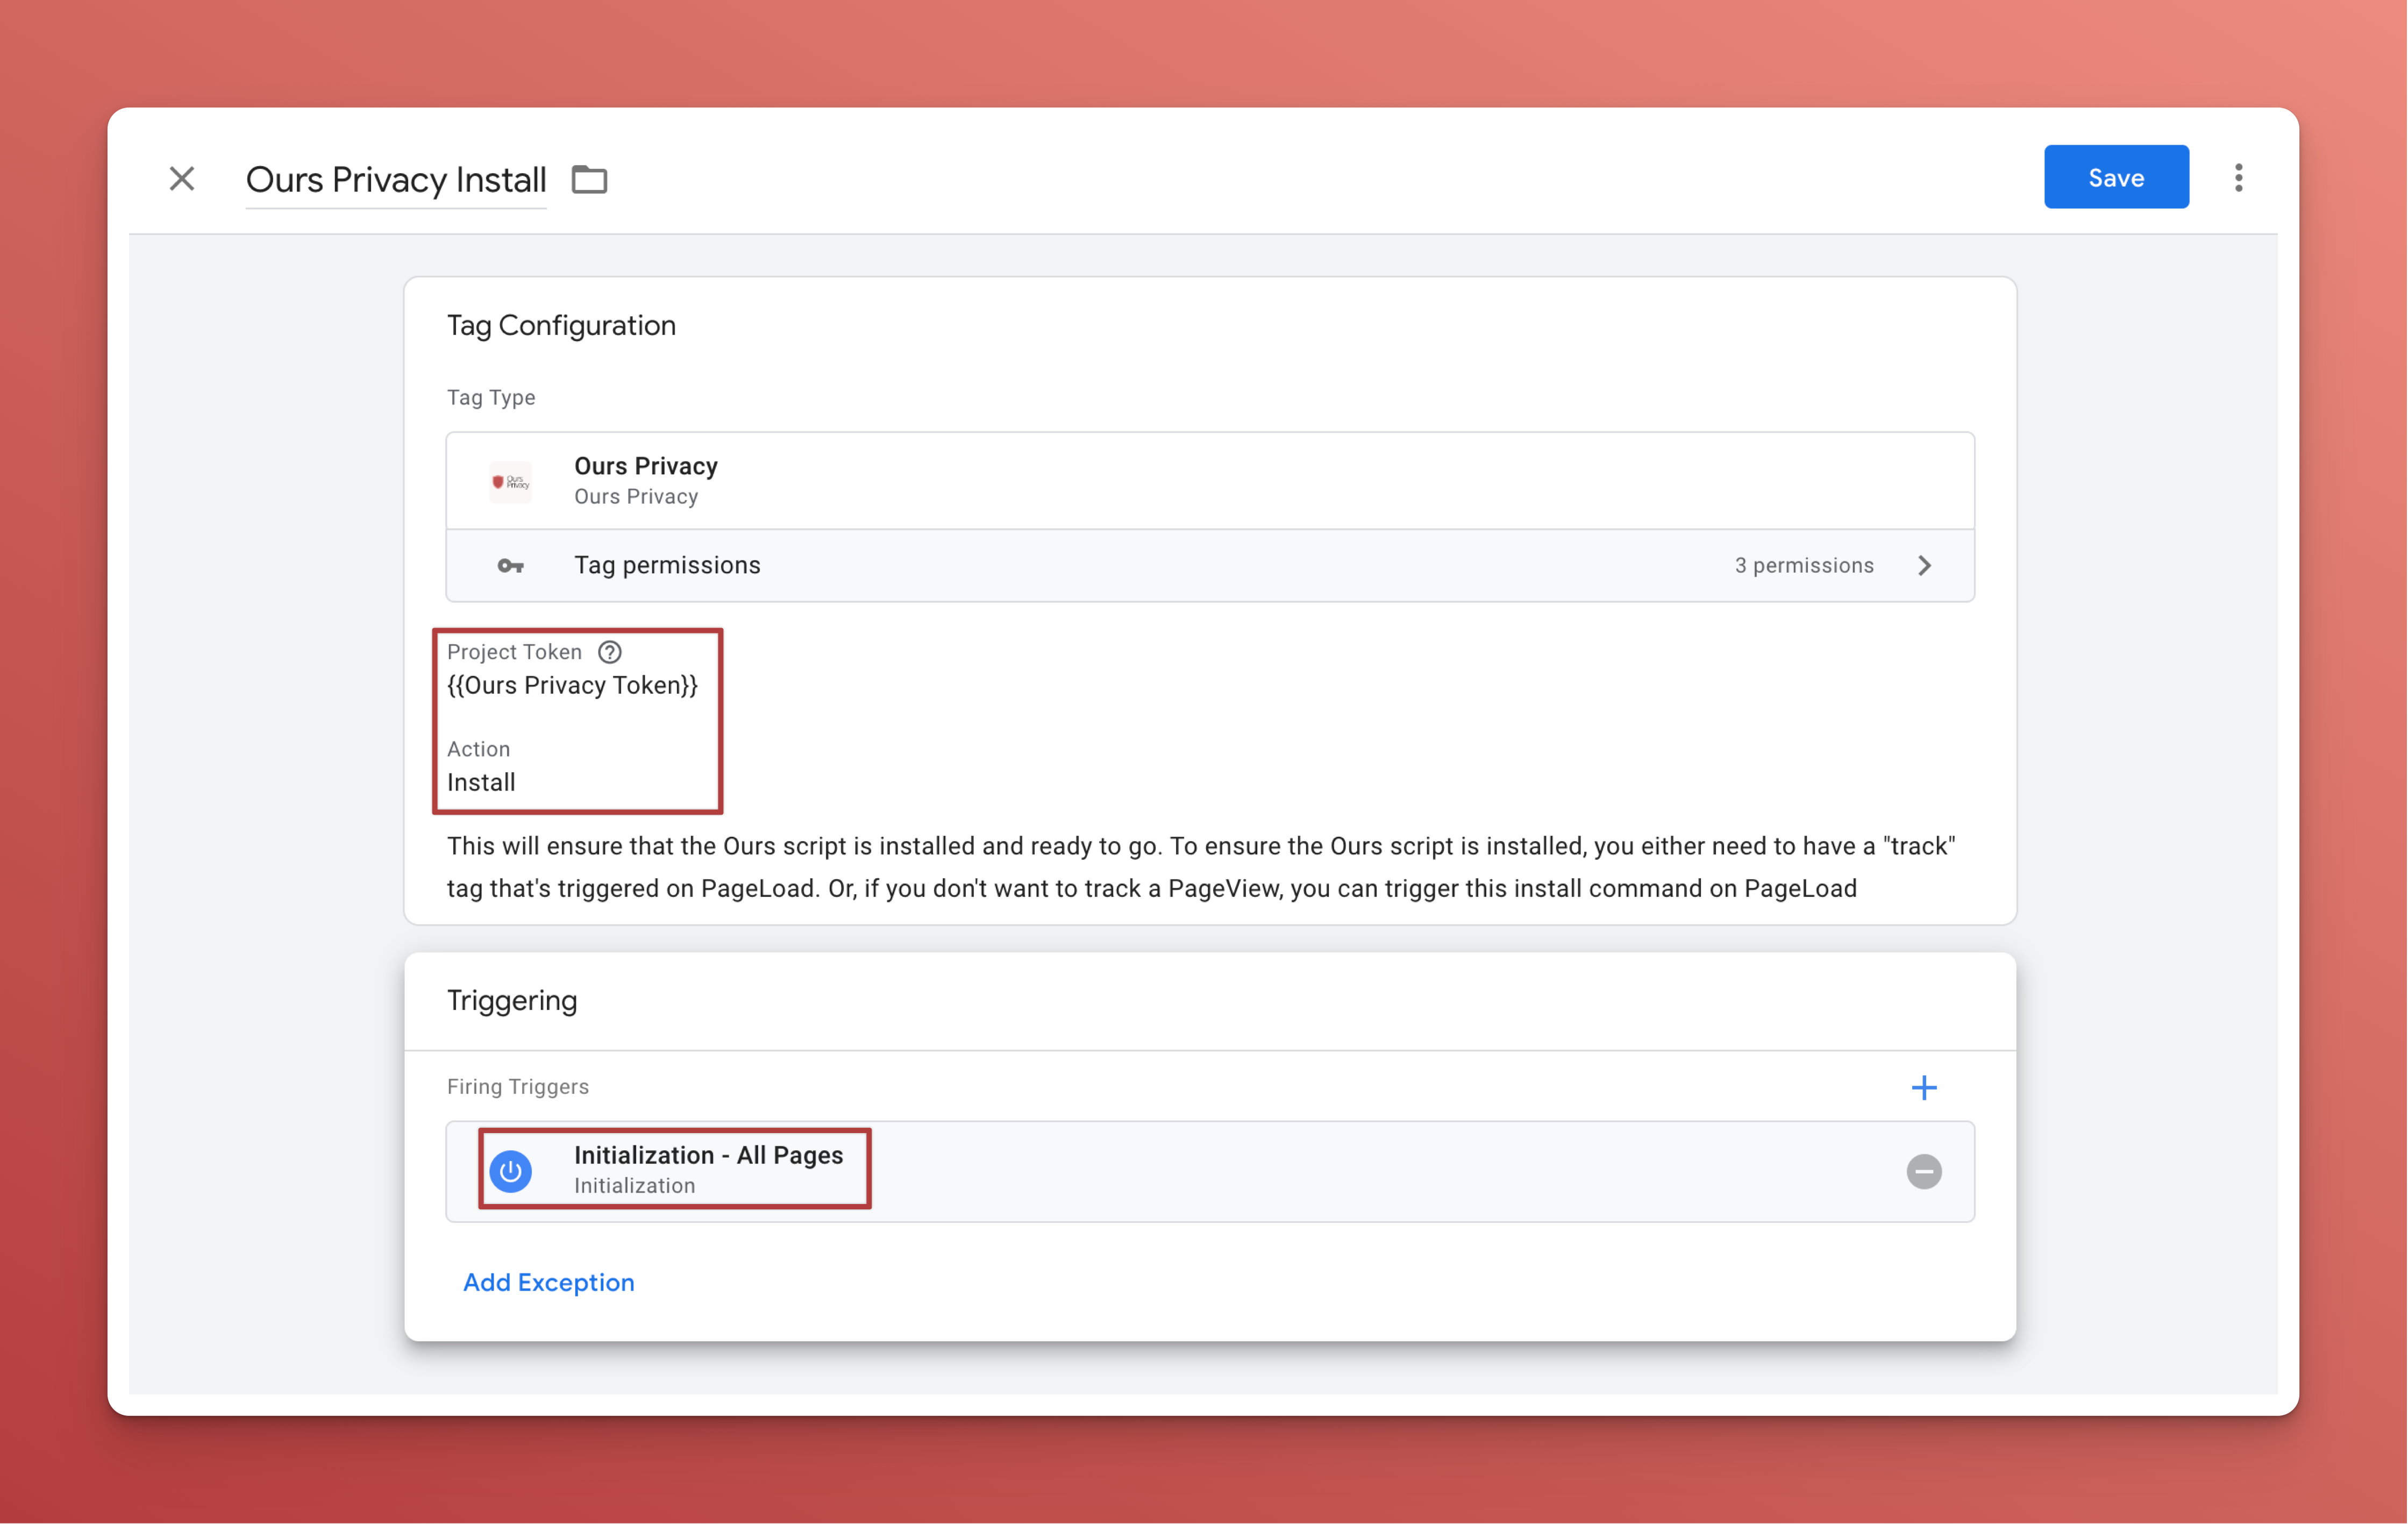 Ours Privacy Install
Save
Tag Configuration
Tag Type
Ours Privacy
Ours Privacy
Ours
Privacy
Tag permissions
3 permissions
Project Token
{{Ours Privacy Token}}
Action
Install
This will ensure that the Ours script is installed and ready to go. To ensure the Ours script is installed, you either need to have a "track"
tag that's triggered on PageLoad. Or, if you don't want to track a PageView, you can trigger this install command on PageLoad
Triggering
Firing Triggers
Initialization - All Pages
Initialization
Add Exception